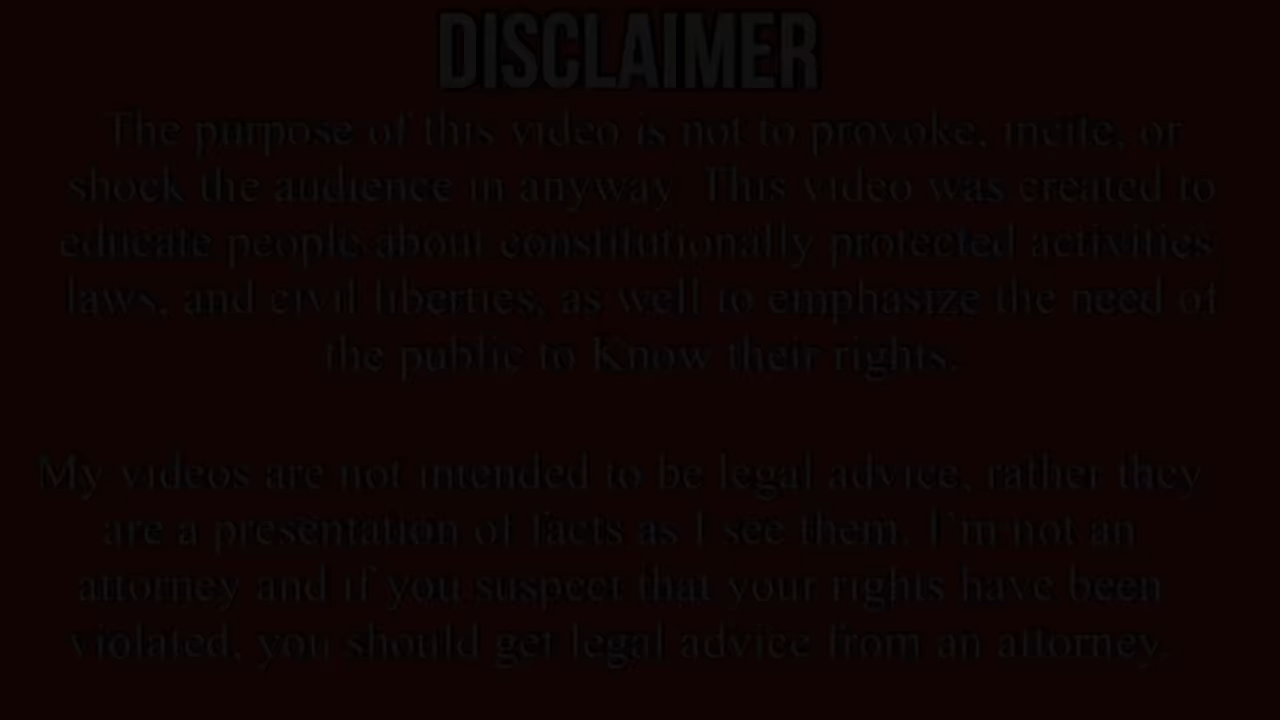 DISCLAIMER
The purpose of this video is not to provoke, incite, or
shock the audience in anyway. This video was created to
educate people about constitutionally protected activities
laws, and civil liberties, as well to emphasize the need of
the public to Know their rights.
My videos are not intended to be legal advice, rather they
are a presentation of facts as I see them. I'm not an
attorney and if you suspect that your rights have been
violated, you should get legal advice from an attorney.